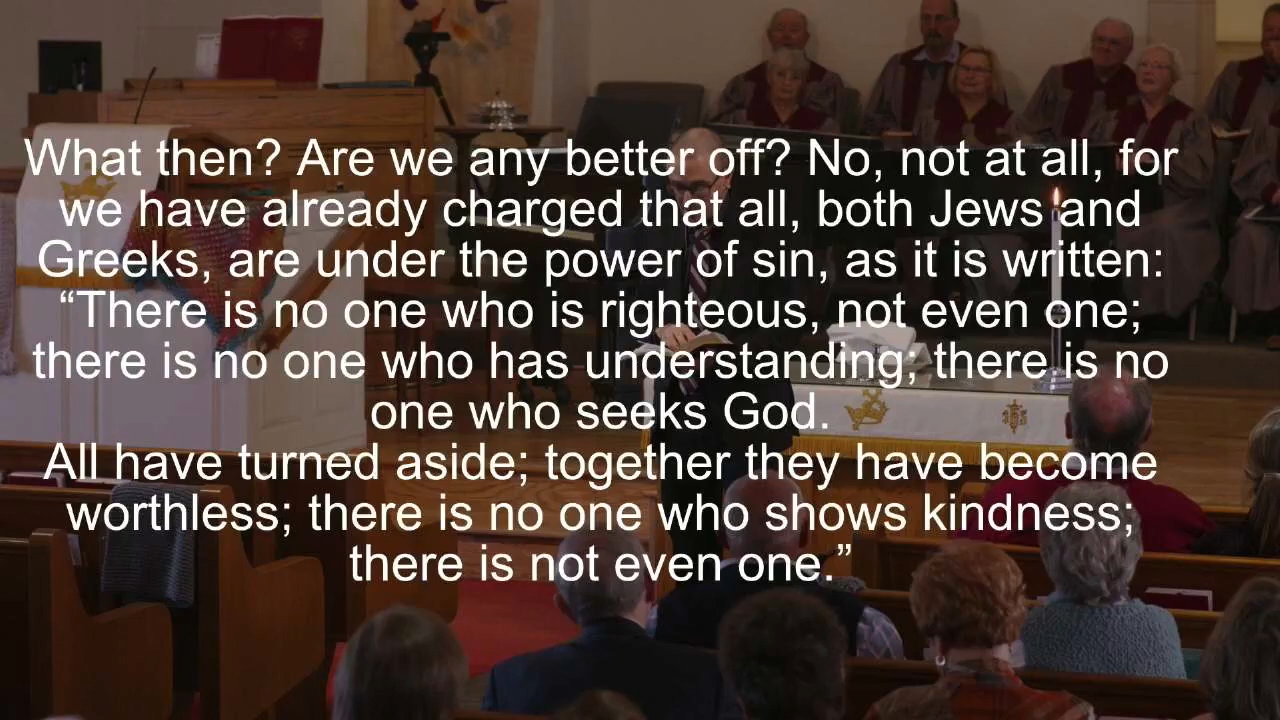 What then? Are we any better off? No, not at all, for
we have already charged that all, both Jews and
Greeks, are under the power of sin, as it is written:
“There is no one who is righteous, not even one;
there is no one who has understanding; there is no
one who seeks God.
All have turned aside; together they have become
worthless; there is no one who shows kindness;
there is not even one.”